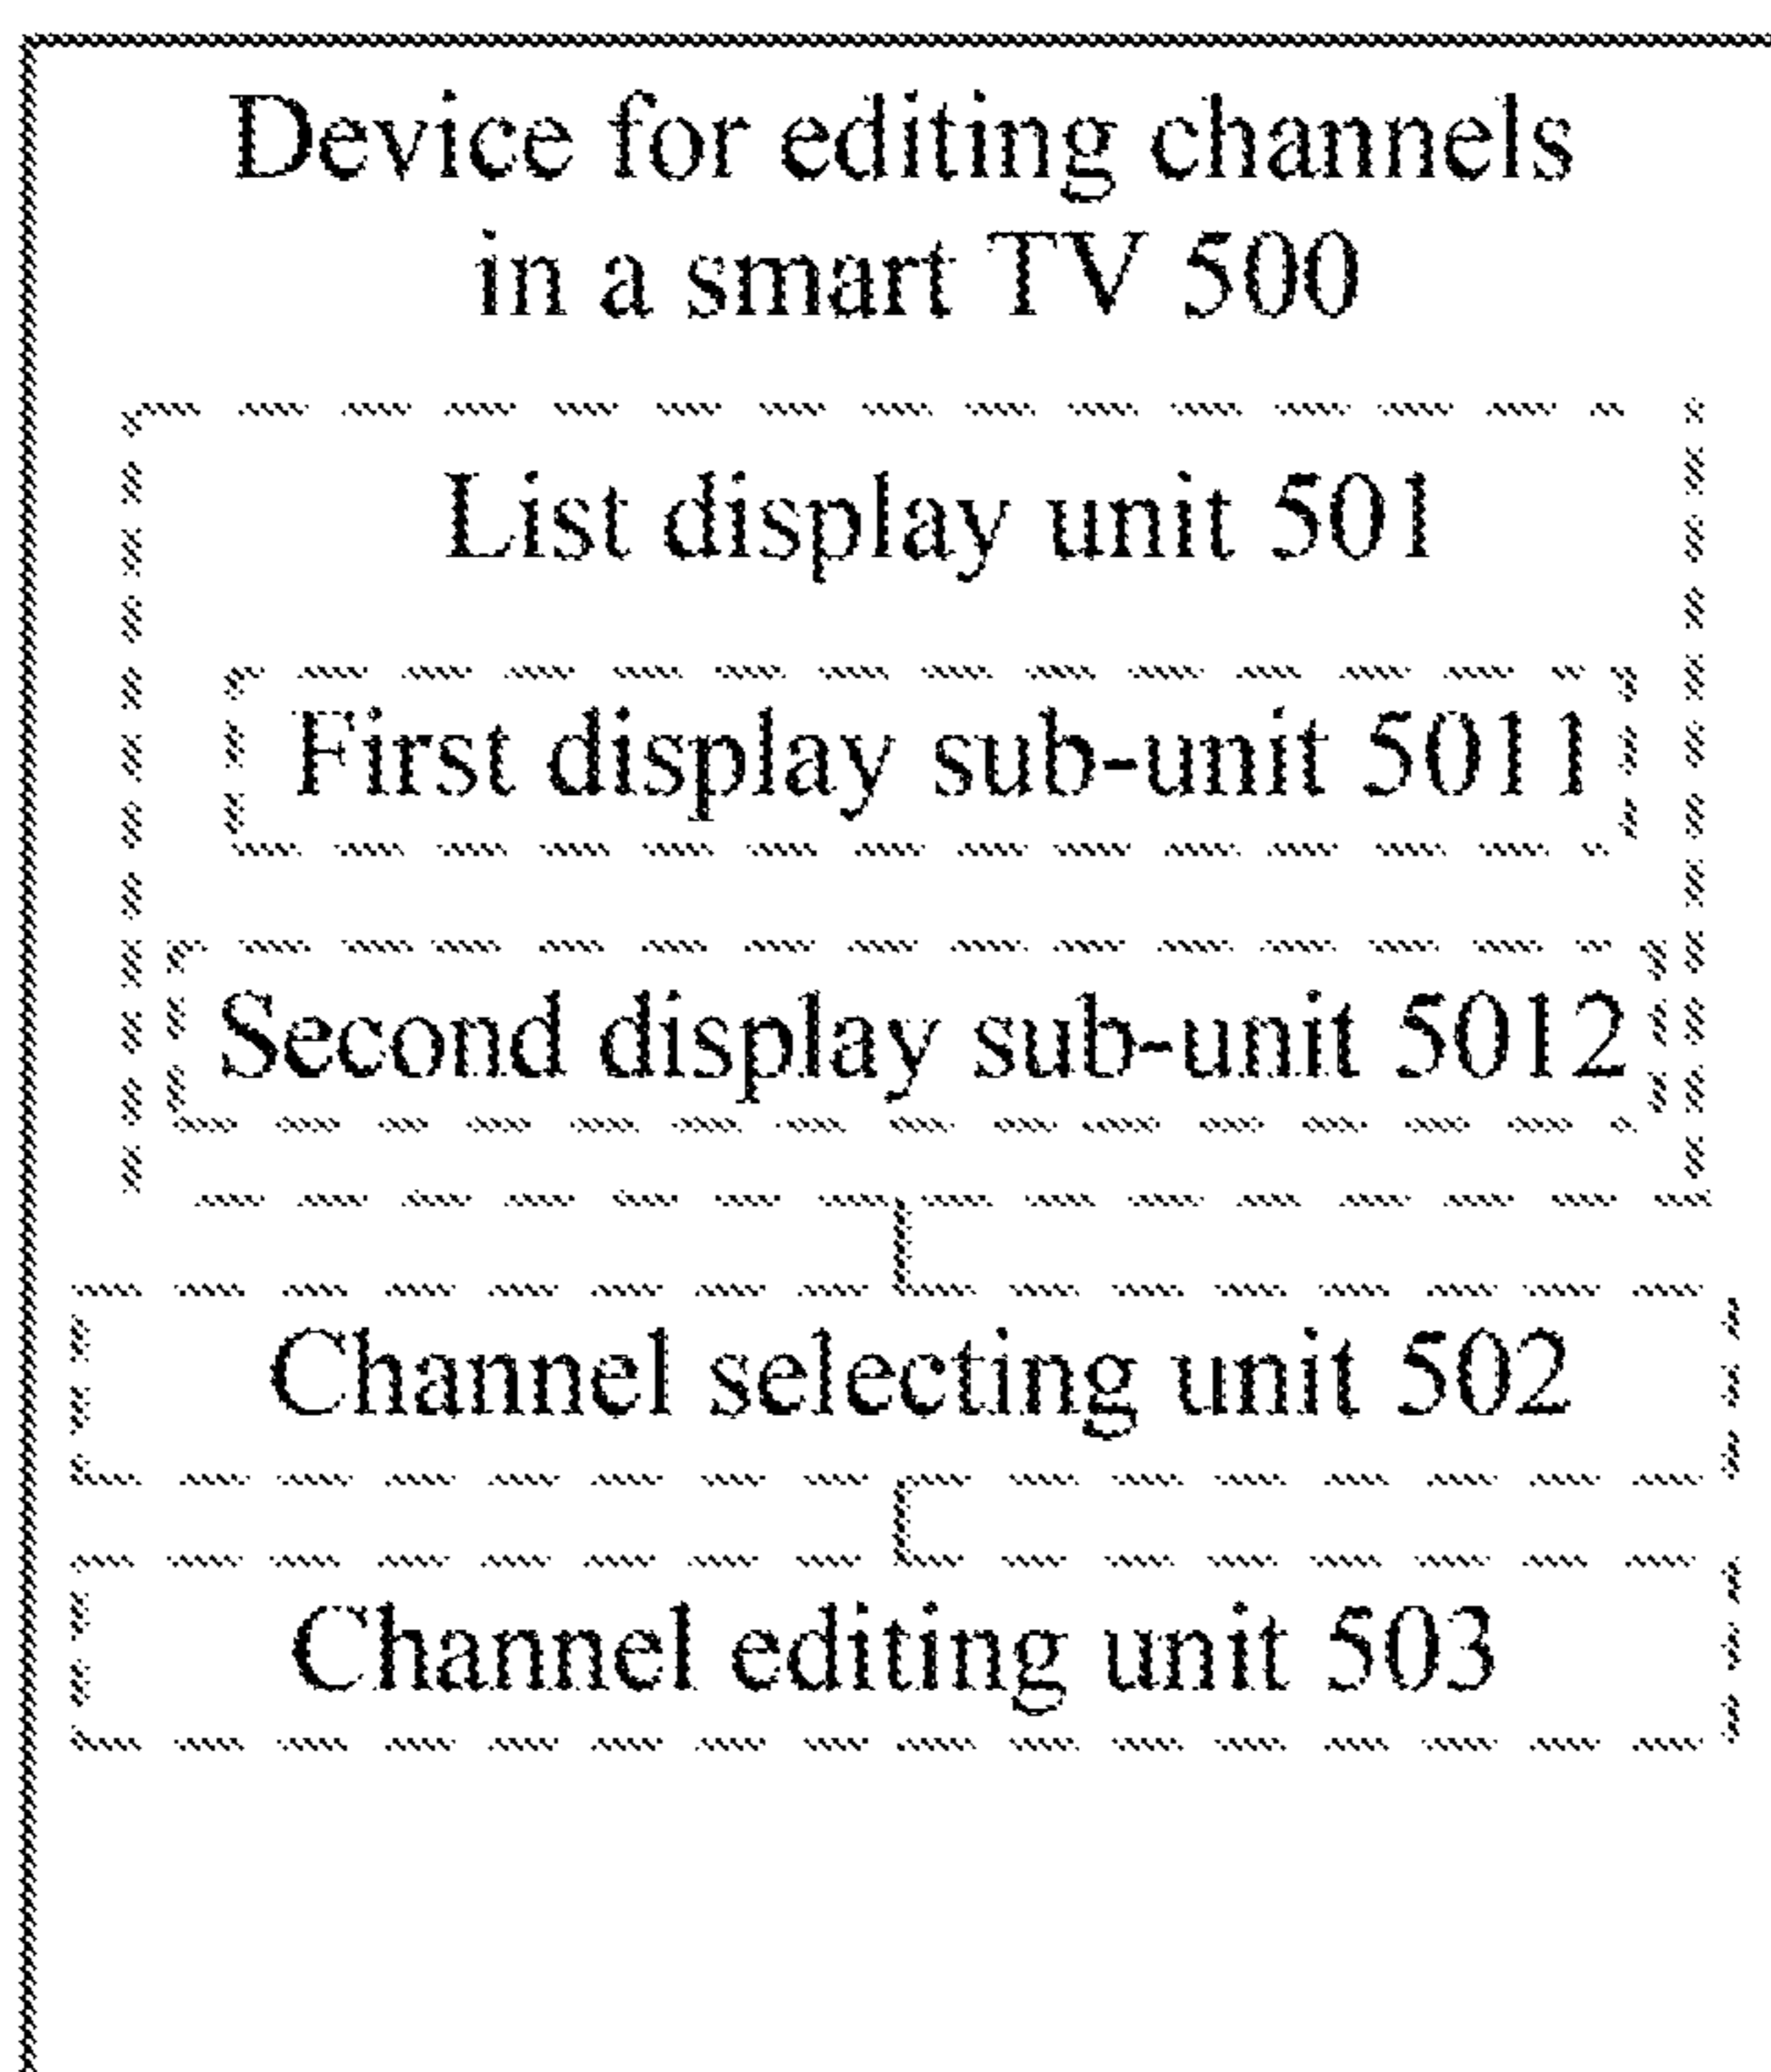 Device for editing channels
in a smart TV 500
List display unit 501
First display sub-unit 5011
Second display sub-unit 5012
Channel selecting unit 502
Channel editing unit 503